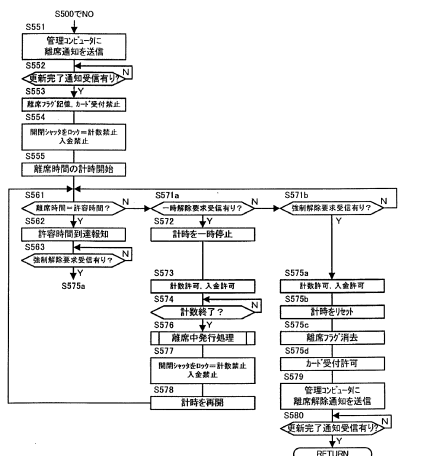 S500でNO
S551
管理コンピュータに
離席通知を送信
S552
更新完了通知受信有り?
N
Y
S553
離席フラグ記憶、カード受付禁止
S554
開閉シャッタをロック=計数禁止
入金禁止
S555
離席時間の計時開始
S561
離席時間=許容時間?
N
Y
S562
許容時間到達報知
S563
強制解除要求受信有り?
N
Y
S575a
S571a
一時解除要求受信有り?
N
Y
S572
計時を一時停止
S573
計数許可、入金許可
S574
計数終了?
N
Y
S576
離席中発行処理
S577
開閉シャッタをロック=計数禁止
入金禁止
S578
計時を再開
S571b
強制解除要求受信有り?
N
Y
S575a
計数許可、入金許可
S575b
計時をリセット
S575c
離席フラグ消去
S575d
カード受付許可
S579
管理コンピュータに
離席解除通知を送信
S580
更新完了通知受信有り?
N
Y
RETURN